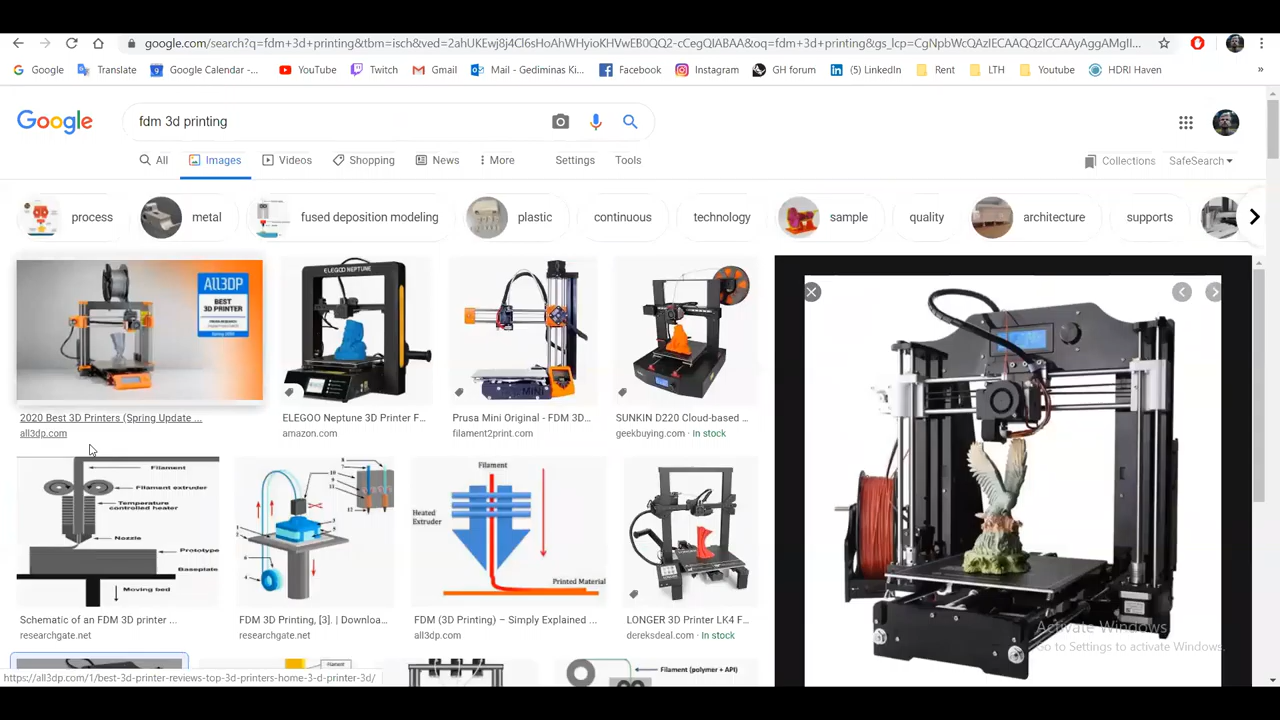 google.com/search?q=fdm+3d+printing&tbm=isch&ved=2ahUKEwj8j4Cl6sHoAhWHyioKHVwEB0QQ2-cCegQIABAA&oq=fdm+3d+printing&gs_lcp=CgNpbWcQAzIECAAQQzICCAAyAggAMgII...
Google Translate Google Calendar -... YouTube Twitch Gmail Mail - Gediminas Ki... Facebook Instagram GH forum (5) LinkedIn Rent LTH Youtube HDRI Haven »
Google fdm 3d printing
All Images Videos Shopping News More Settings Tools Collections SafeSearch
process metal fused deposition modeling plastic continuous technology sample quality architecture supports
ALL3DP
BEST
3D PRINTER
ELEGOO NEPTUNE
MINI
2020 Best 3D Printers (Spring Update ...
all3dp.com
ELEGOO Neptune 3D Printer F...
amazon.com
Prusa Mini Original - FDM 3D...
filament2print.com
SUNKIN D220 Cloud-based ...
geekbuying.com · In stock
Filament
Filament extruder
Temperature
controlled heater
Nozzle
Prototype
Baseplate
Moving bed
Filament
Heated
Extruder
Printed Material
Schematic of an FDM 3D printer ...
researchgate.net
FDM 3D Printing, [3]. | Downloa...
researchgate.net
FDM (3D Printing) – Simply Explained ...
all3dp.com
LONGER 3D Printer LK4 F...
dereksdeal.com · In stock
Activate Windows
Go to Settings to activate Windows.
Filament
Filament (polymer + API)
https://all3dp.com/1/best-3d-printer-reviews-top-3d-printers-home-3-d-printer-3d/